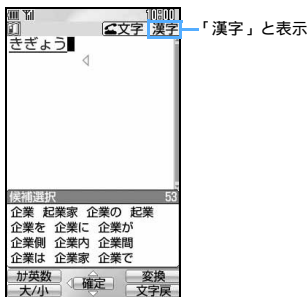 10:00
文字 漢字 「漢字」と表示
きぎょう
候補選択 53
企業 起業家 企業の 起業
企業を 企業に 企業が
企業側 企業内 企業間
企業は 企業家 企業で
カナ英数 変換
確定
大/小 文字戻